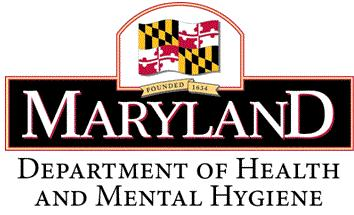 FOUNDED 1634
MARYLAND
DEPARTMENT OF HEALTH
AND MENTAL HYGIENE